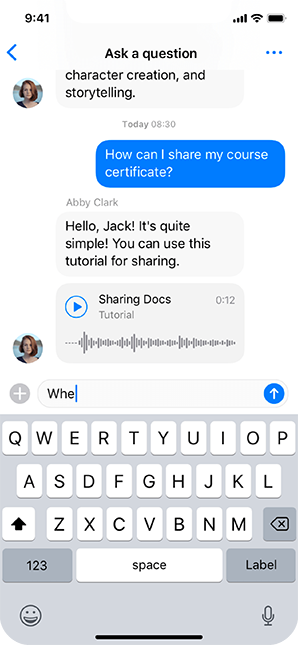 9:41
Ask a question
character creation, and
storytelling.
Today 08:30
How can I share my course
certificate?
Abby Clark
Hello, Jack! It's quite
simple! You can use this
tutorial for sharing.
Sharing Docs 0:12
Tutorial
Whe
Q W E R T Y U I O P
A S D F G H J K L
Z X C V B N M
123 space Label